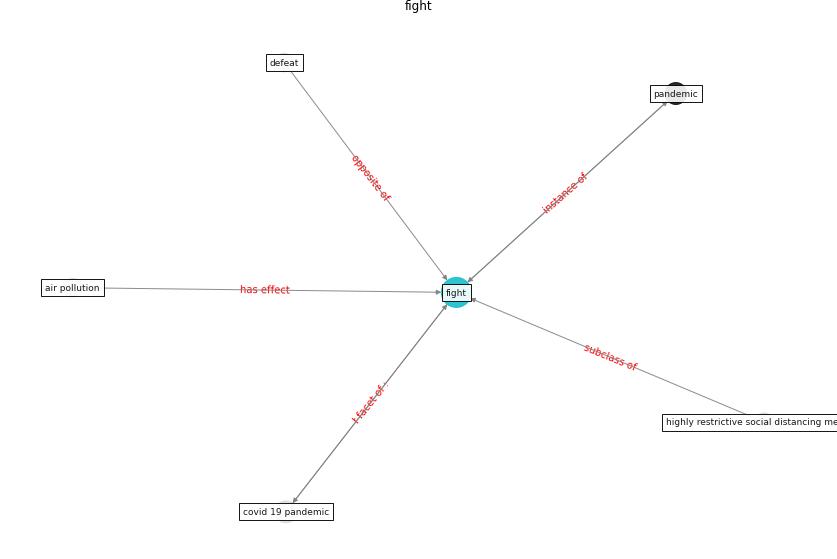 fight
defeat
pandemic
opposite of
instance of
air pollution
has effect
fight
subclass of
facet of
highly restrictive social distancing
covid 19 pandemic